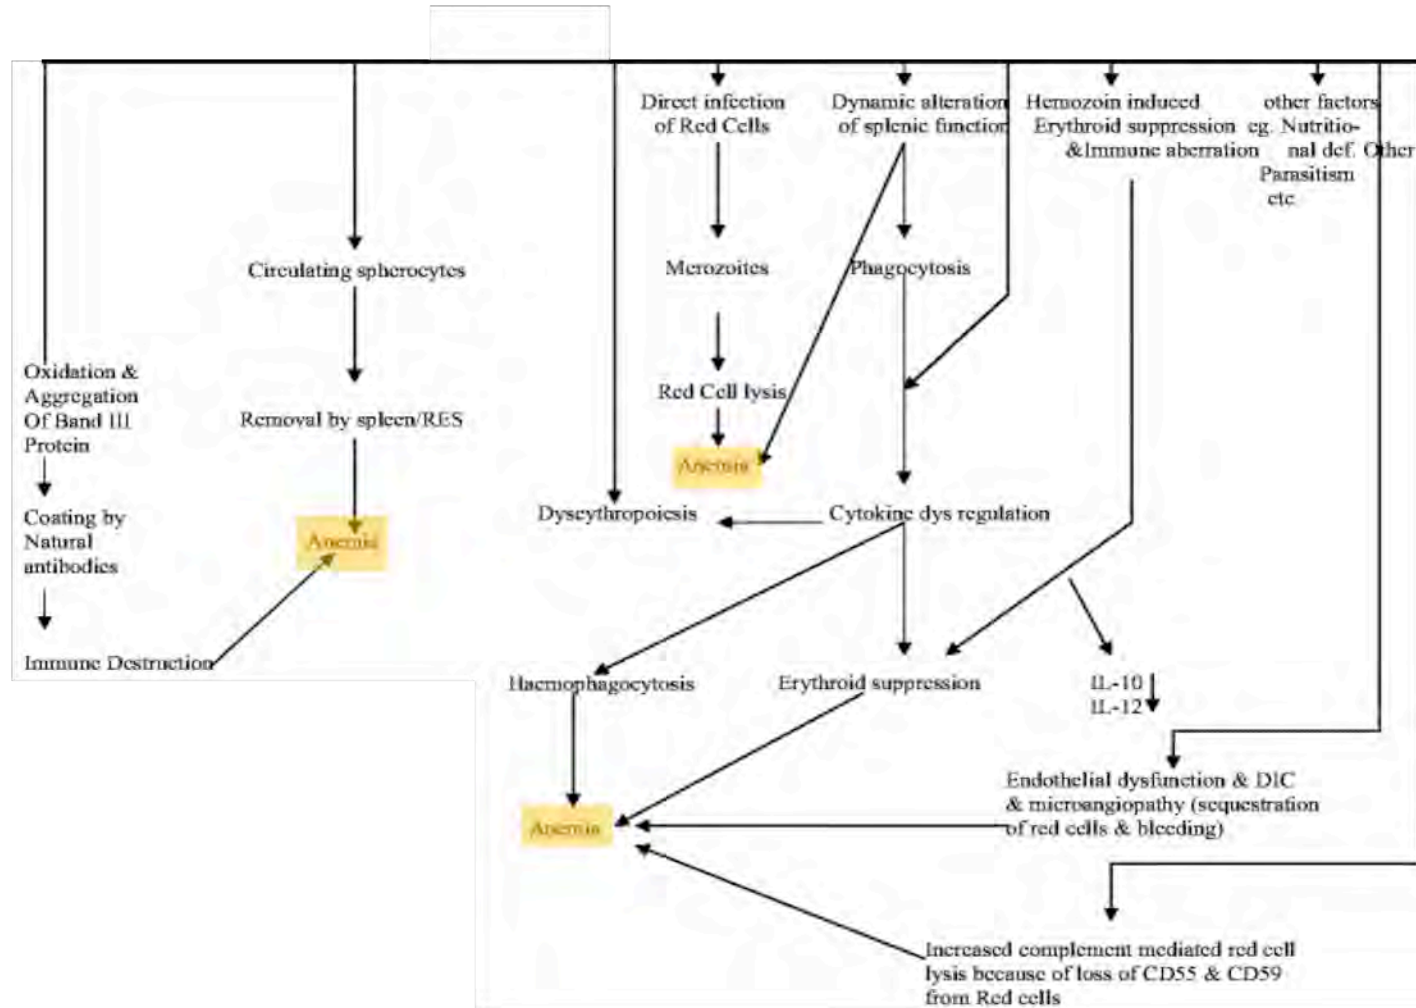 Direct infection
of Red Cells
Dynamic alteration
of splenic function
Hemozoin induced
Erythroid suppression
&Immune aberration
other factors
eg. Nutritio-
nal def. Other
Parasitism
etc
Circulating spherocytes
Merozoites
Phagocytosis
Oxidation &
Aggregation
Of Band III
Protein
Removal by spleen/RES
Red Cell lysis
Anemia
Coating by
Natural
antibodies
Anemia
Dyseythropoiesis
Cytokine dys regulation
Immune Destruction
Haemophagocytosis
Erythroid suppression
IL-10
IL-12
Endothelial dysfunction & DIC
& microangiopathy (sequestration
of red cells & bleeding)
Anemia
Increased complement mediated red cell
lysis because of loss of CD55 & CD59
from Red cells